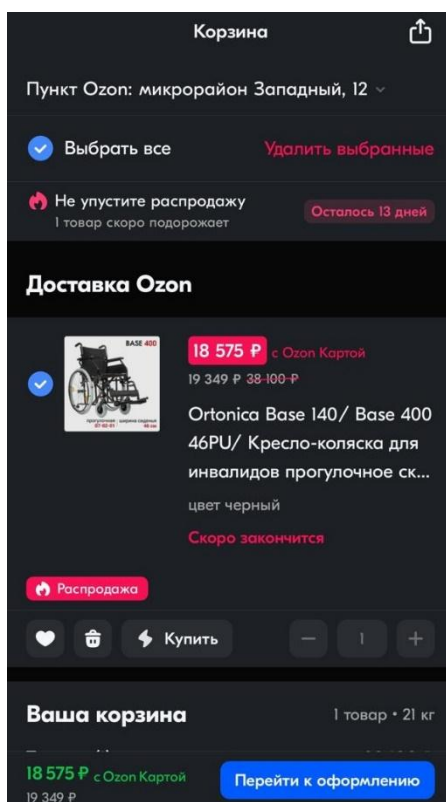 Корзина
Пункт Ozon: микрорайон Западный, 12
Выбрать все
Удалить выбранные
Не упустите распродажу
1 товар скоро подорожает
Осталось 13 дней
Доставка Ozon
BASE 400
18 575 ₽ с Ozon Картой
19 349 ₽ 38 100 ₽
Ortonica Base 140/ Base 400
46PU/ Кресло-коляска для
инвалидов прогулочное ск...
цвет черный
Скоро закончится
Распродажа
Купить
1
Ваша корзина
1 товар • 21 кг
18 575 ₽ с Ozon Картой
19 349 ₽
Перейти к оформлению